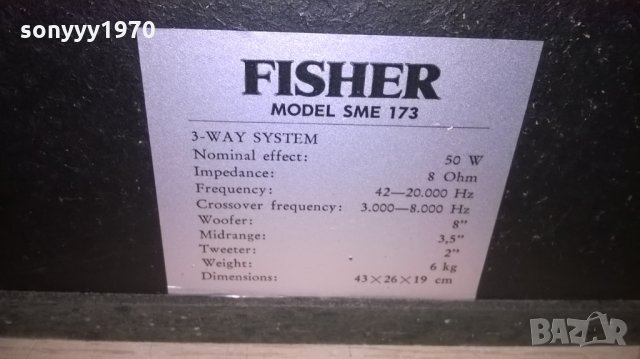 sonyyy1970
FISHER
MODEL SME 173
3-WAY SYSTEM
Nominal effect: 50 W
Impedance: 8 Ohm
Frequency: 42—20.000 Hz
Crossover frequency: 3.000—8.000 Hz
Woofer: 8"
Midrange: 3,5"
Tweeter: 2"
Weight: 6 kg
Dimensions: 43×26×19 cm
BAZAR